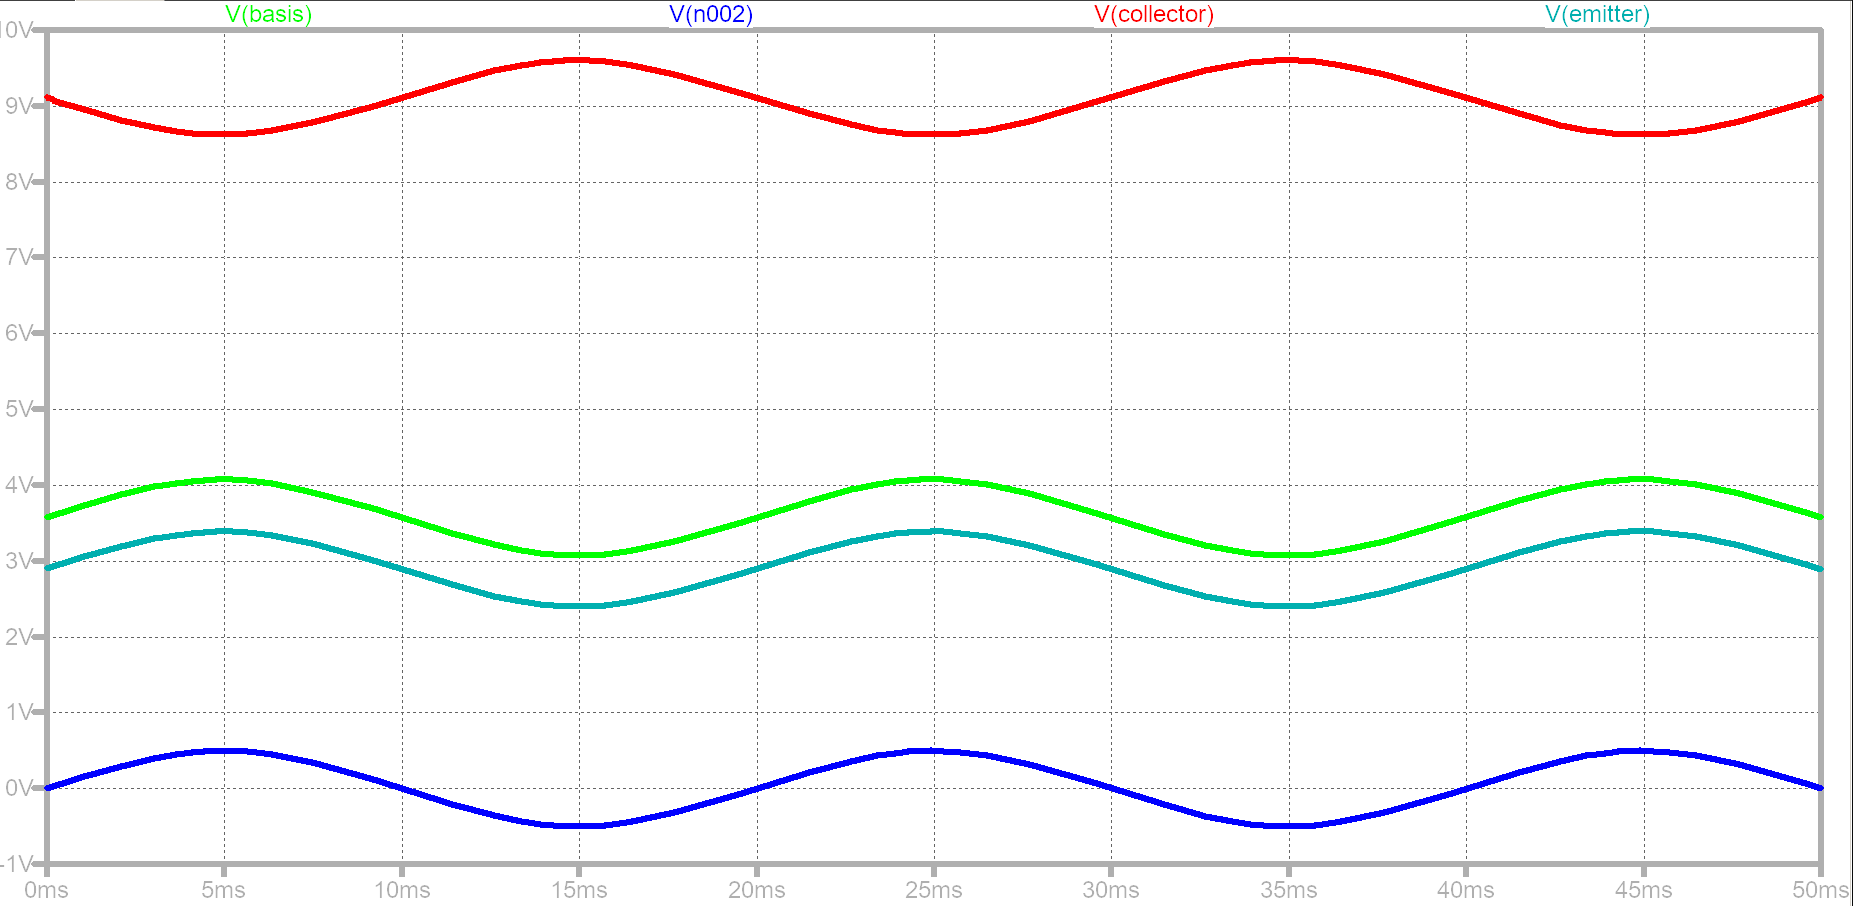 V(basis) V(n002) V(collector) V(emitter)
10V
9V
8V
7V
6V
5V
4V
3V
2V
1V
0V
-1V
0ms 5ms 10ms 15ms 20ms 25ms 30ms 35ms 40ms 45ms 50ms